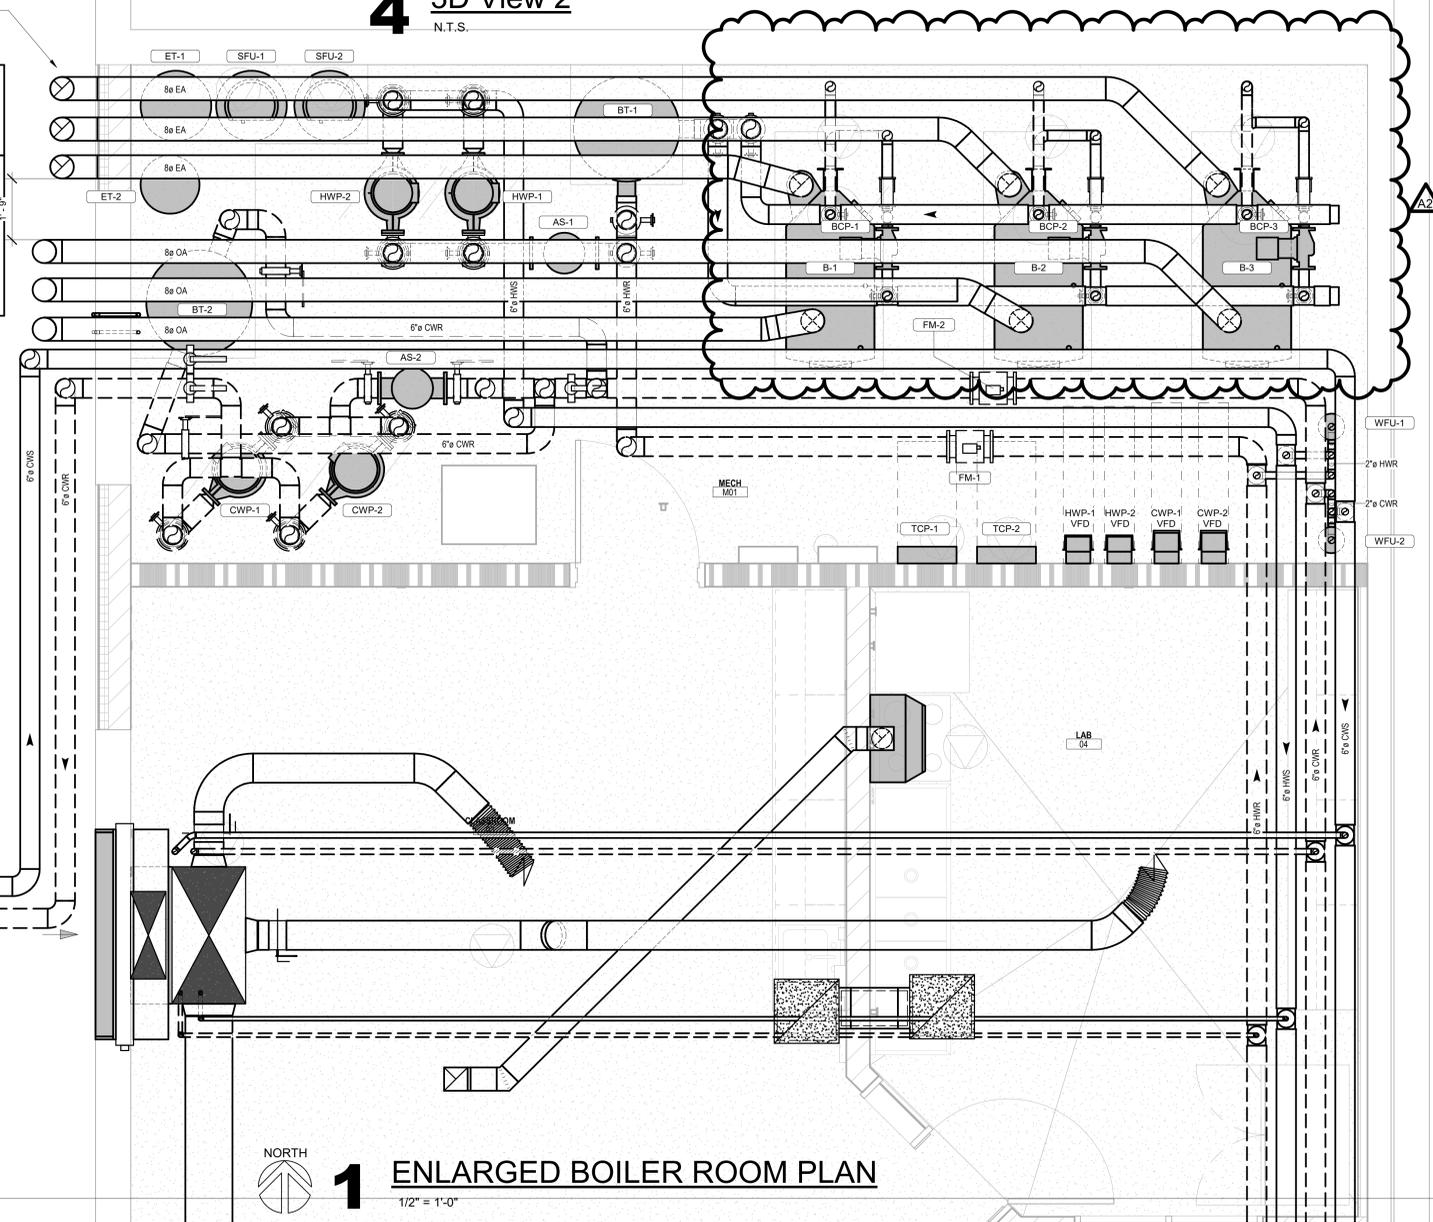 4 3D View 2
N.T.S.
ET-1
SFU-1
SFU-2
8ø EA
BT-1
8ø EA
8ø EA
ET-2
HWP-2
HWP-1
1'- 9"
A2
AS-1
BCP-1
BCP-2
BCP-3
8ø OA
B-1
B-2
B-3
8ø OA
6"ø HWS
6"ø HWR
BT-2
8ø OA
6"ø CWR
FM-2
AS-2
WFU-1
6"ø CWR
6"ø CWS
6"ø CWR
2"ø HWR
FM-1
MECH
M01
2"ø CWR
CWP-1
CWP-2
TCP-1
TCP-2
HWP-1
VFD
HWP-2
VFD
CWP-1
VFD
CWP-2
VFD
WFU-2
LAB
04
6"ø CWS
6"ø CWR
6"ø HWS
6"ø HWR
CLASSROOM
NORTH
1 ENLARGED BOILER ROOM PLAN
1/2" = 1'-0"